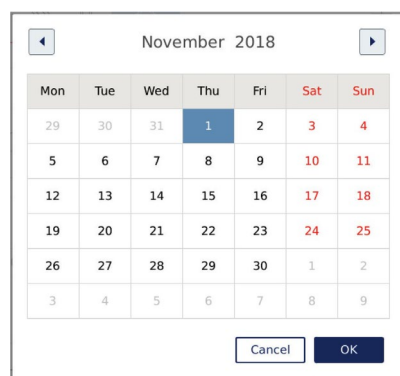 November 2018
Mon Tue Wed Thu Fri Sat Sun
29 30 31 1 2 3 4
5 6 7 8 9 10 11
12 13 14 15 16 17 18
19 20 21 22 23 24 25
26 27 28 29 30 1 2
3 4 5 6 7 8 9
Cancel OK